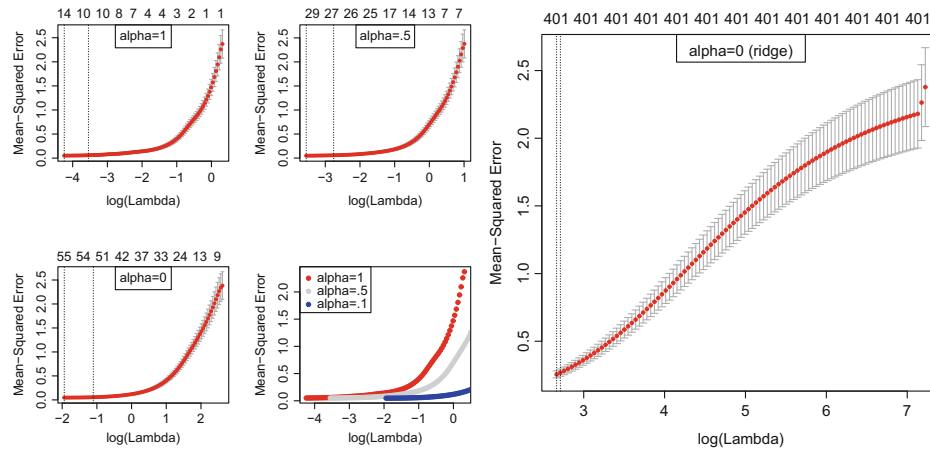 14 10 10 8 7 4 4 3 2 1 1
alpha=1
Mean−Squared Error
0.0 0.5 1.0 1.5 2.0 2.5
−4 −3 −2 −1 0
log(Lambda)
29 27 26 25 17 14 13 7 7
alpha=.5
Mean−Squared Error
0.0 0.5 1.0 1.5 2.0 2.5
−3 −2 −1 0 1
log(Lambda)
55 54 51 42 37 33 24 13 9
alpha=0
Mean−Squared Error
0.0 0.5 1.0 1.5 2.0 2.5
−2 −1 0 1 2
log(Lambda)
alpha=1
alpha=.5
alpha=.1
Mean−Squared Error
0.0 0.5 1.0 1.5 2.0
−4 −3 −2 −1 0
log(Lambda)
401 401 401 401 401 401 401 401 401 401
alpha=0 (ridge)
Mean−Squared Error
0.5 1.0 1.5 2.0 2.5
3 4 5 6 7
log(Lambda)